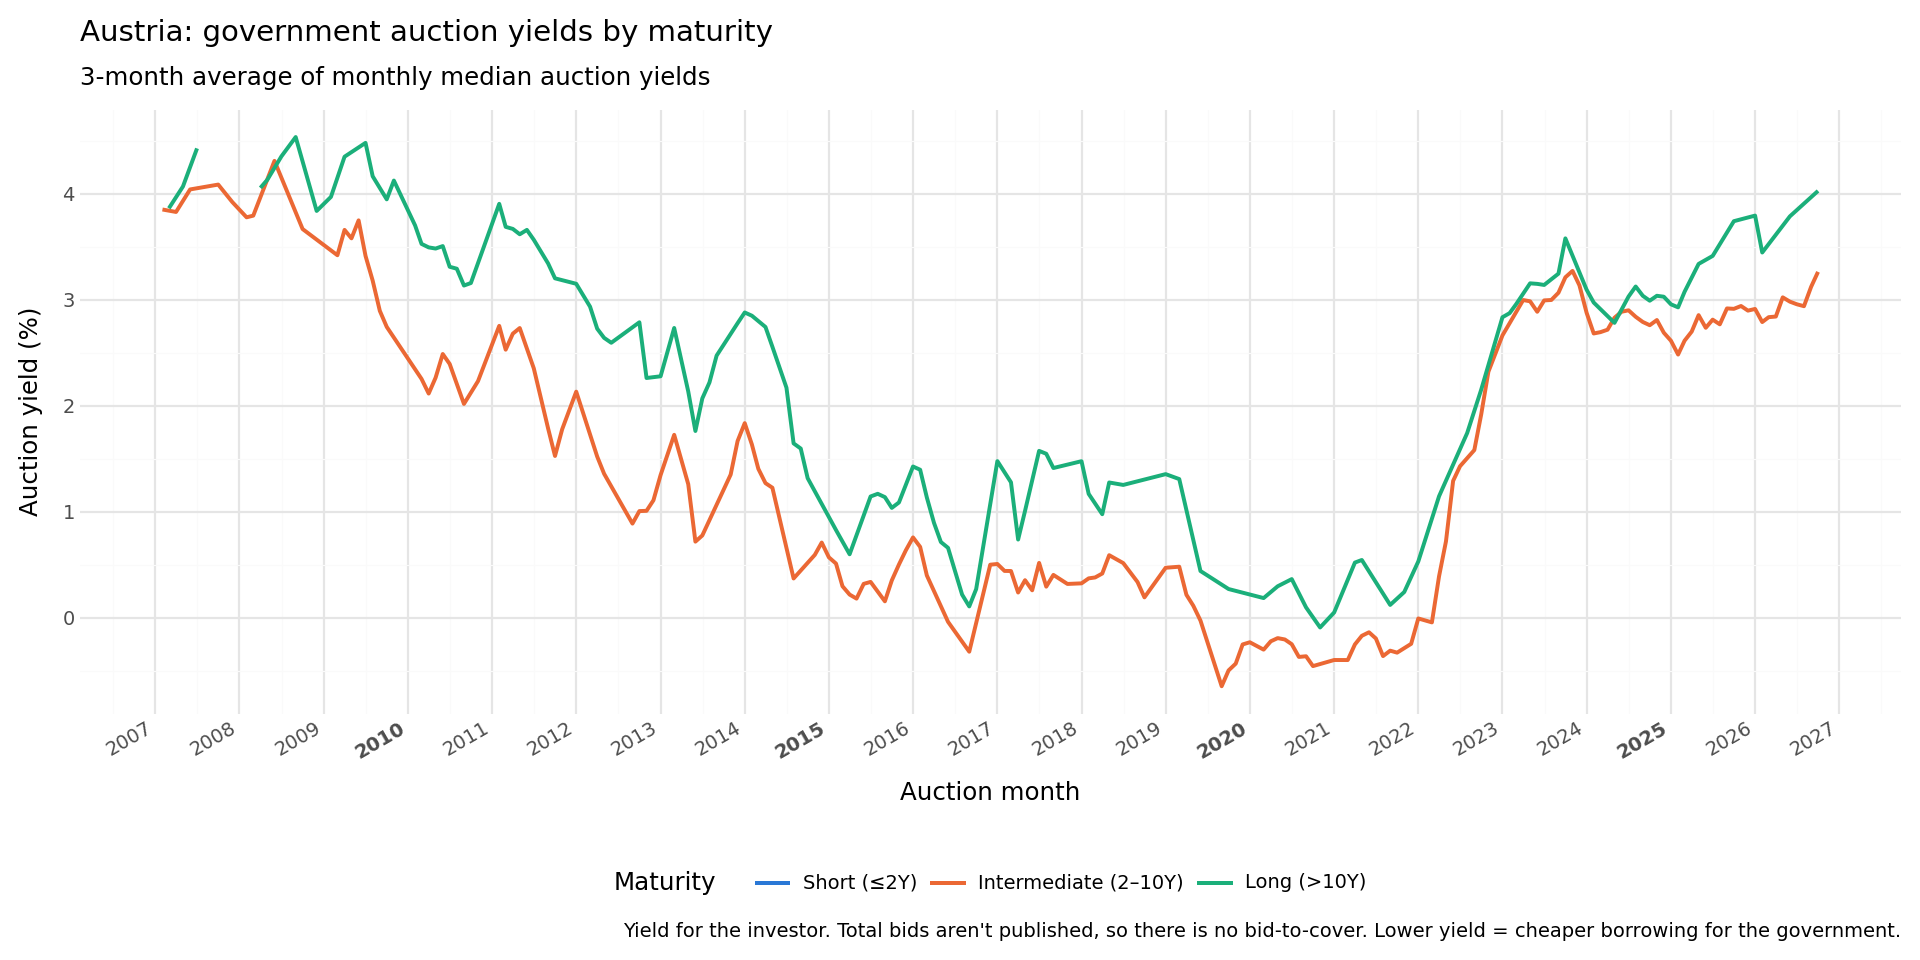 Austria: government auction yields by maturity
3-month average of monthly median auction yields
Auction yield (%)
4
3
2
1
0
2007 2008 2009 2010 2011 2012 2013 2014 2015 2016 2017 2018 2019 2020 2021 2022 2023 2024 2025 2026 2027
Auction month
Maturity Short (≤2Y) Intermediate (2–10Y) Long (>10Y)
Yield for the investor. Total bids aren't published, so there is no bid-to-cover. Lower yield = cheaper borrowing for the government.